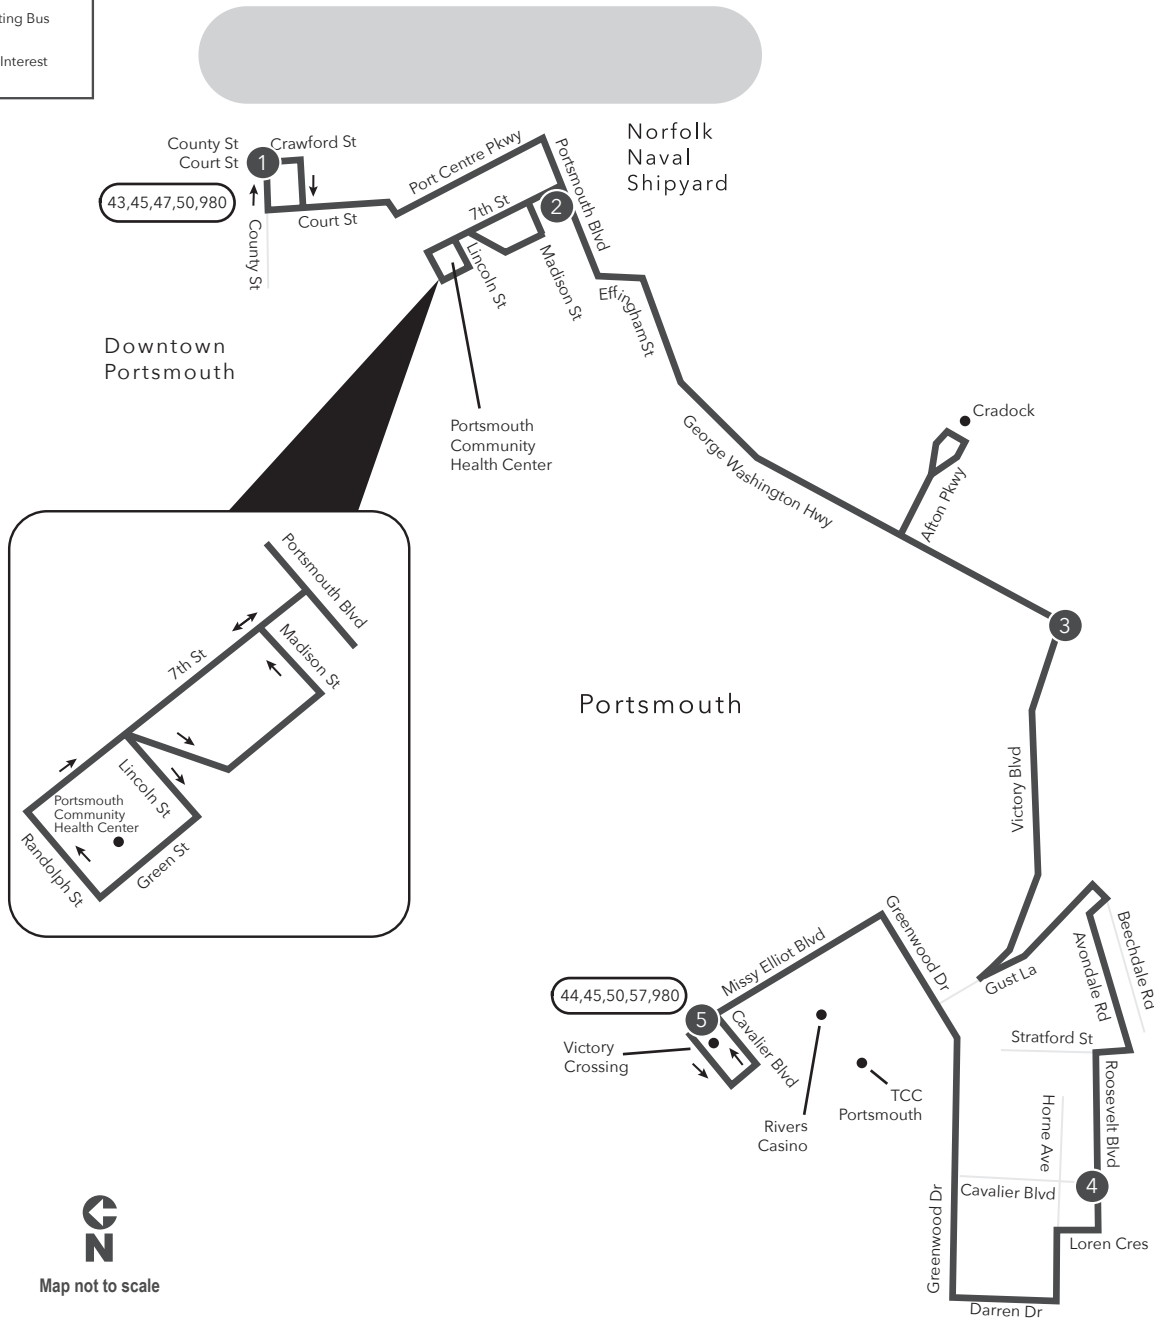 ting Bus
Interest
Norfolk
Naval
Shipyard
County St
Court St
1
Crawford St
43,45,47,50,980
Court St
County St
Port Centre Pkwy
Portsmouth Blvd
7th St
2
Lincoln St
Madison St
Effingham St
Downtown
Portsmouth
Portsmouth
Community
Health Center
George Washington Hwy
Cradock
Afton Pkwy
3
Portsmouth Blvd
7th St
Madison St
Lincoln St
Portsmouth
Community
Health Center
Randolph St
Green St
Portsmouth
Victory Blvd
Greenwood Dr
Missy Elliot Blvd
Gust La
Avondale Rd
Beechdale Rd
44,45,50,57,980
5
Cavalier Blvd
Victory
Crossing
Stratford St
Roosevelt Blvd
TCC
Portsmouth
Rivers
Casino
Horne Ave
Cavalier Blvd
4
Greenwood Dr
Loren Cres
Darren Dr
N
Map not to scale